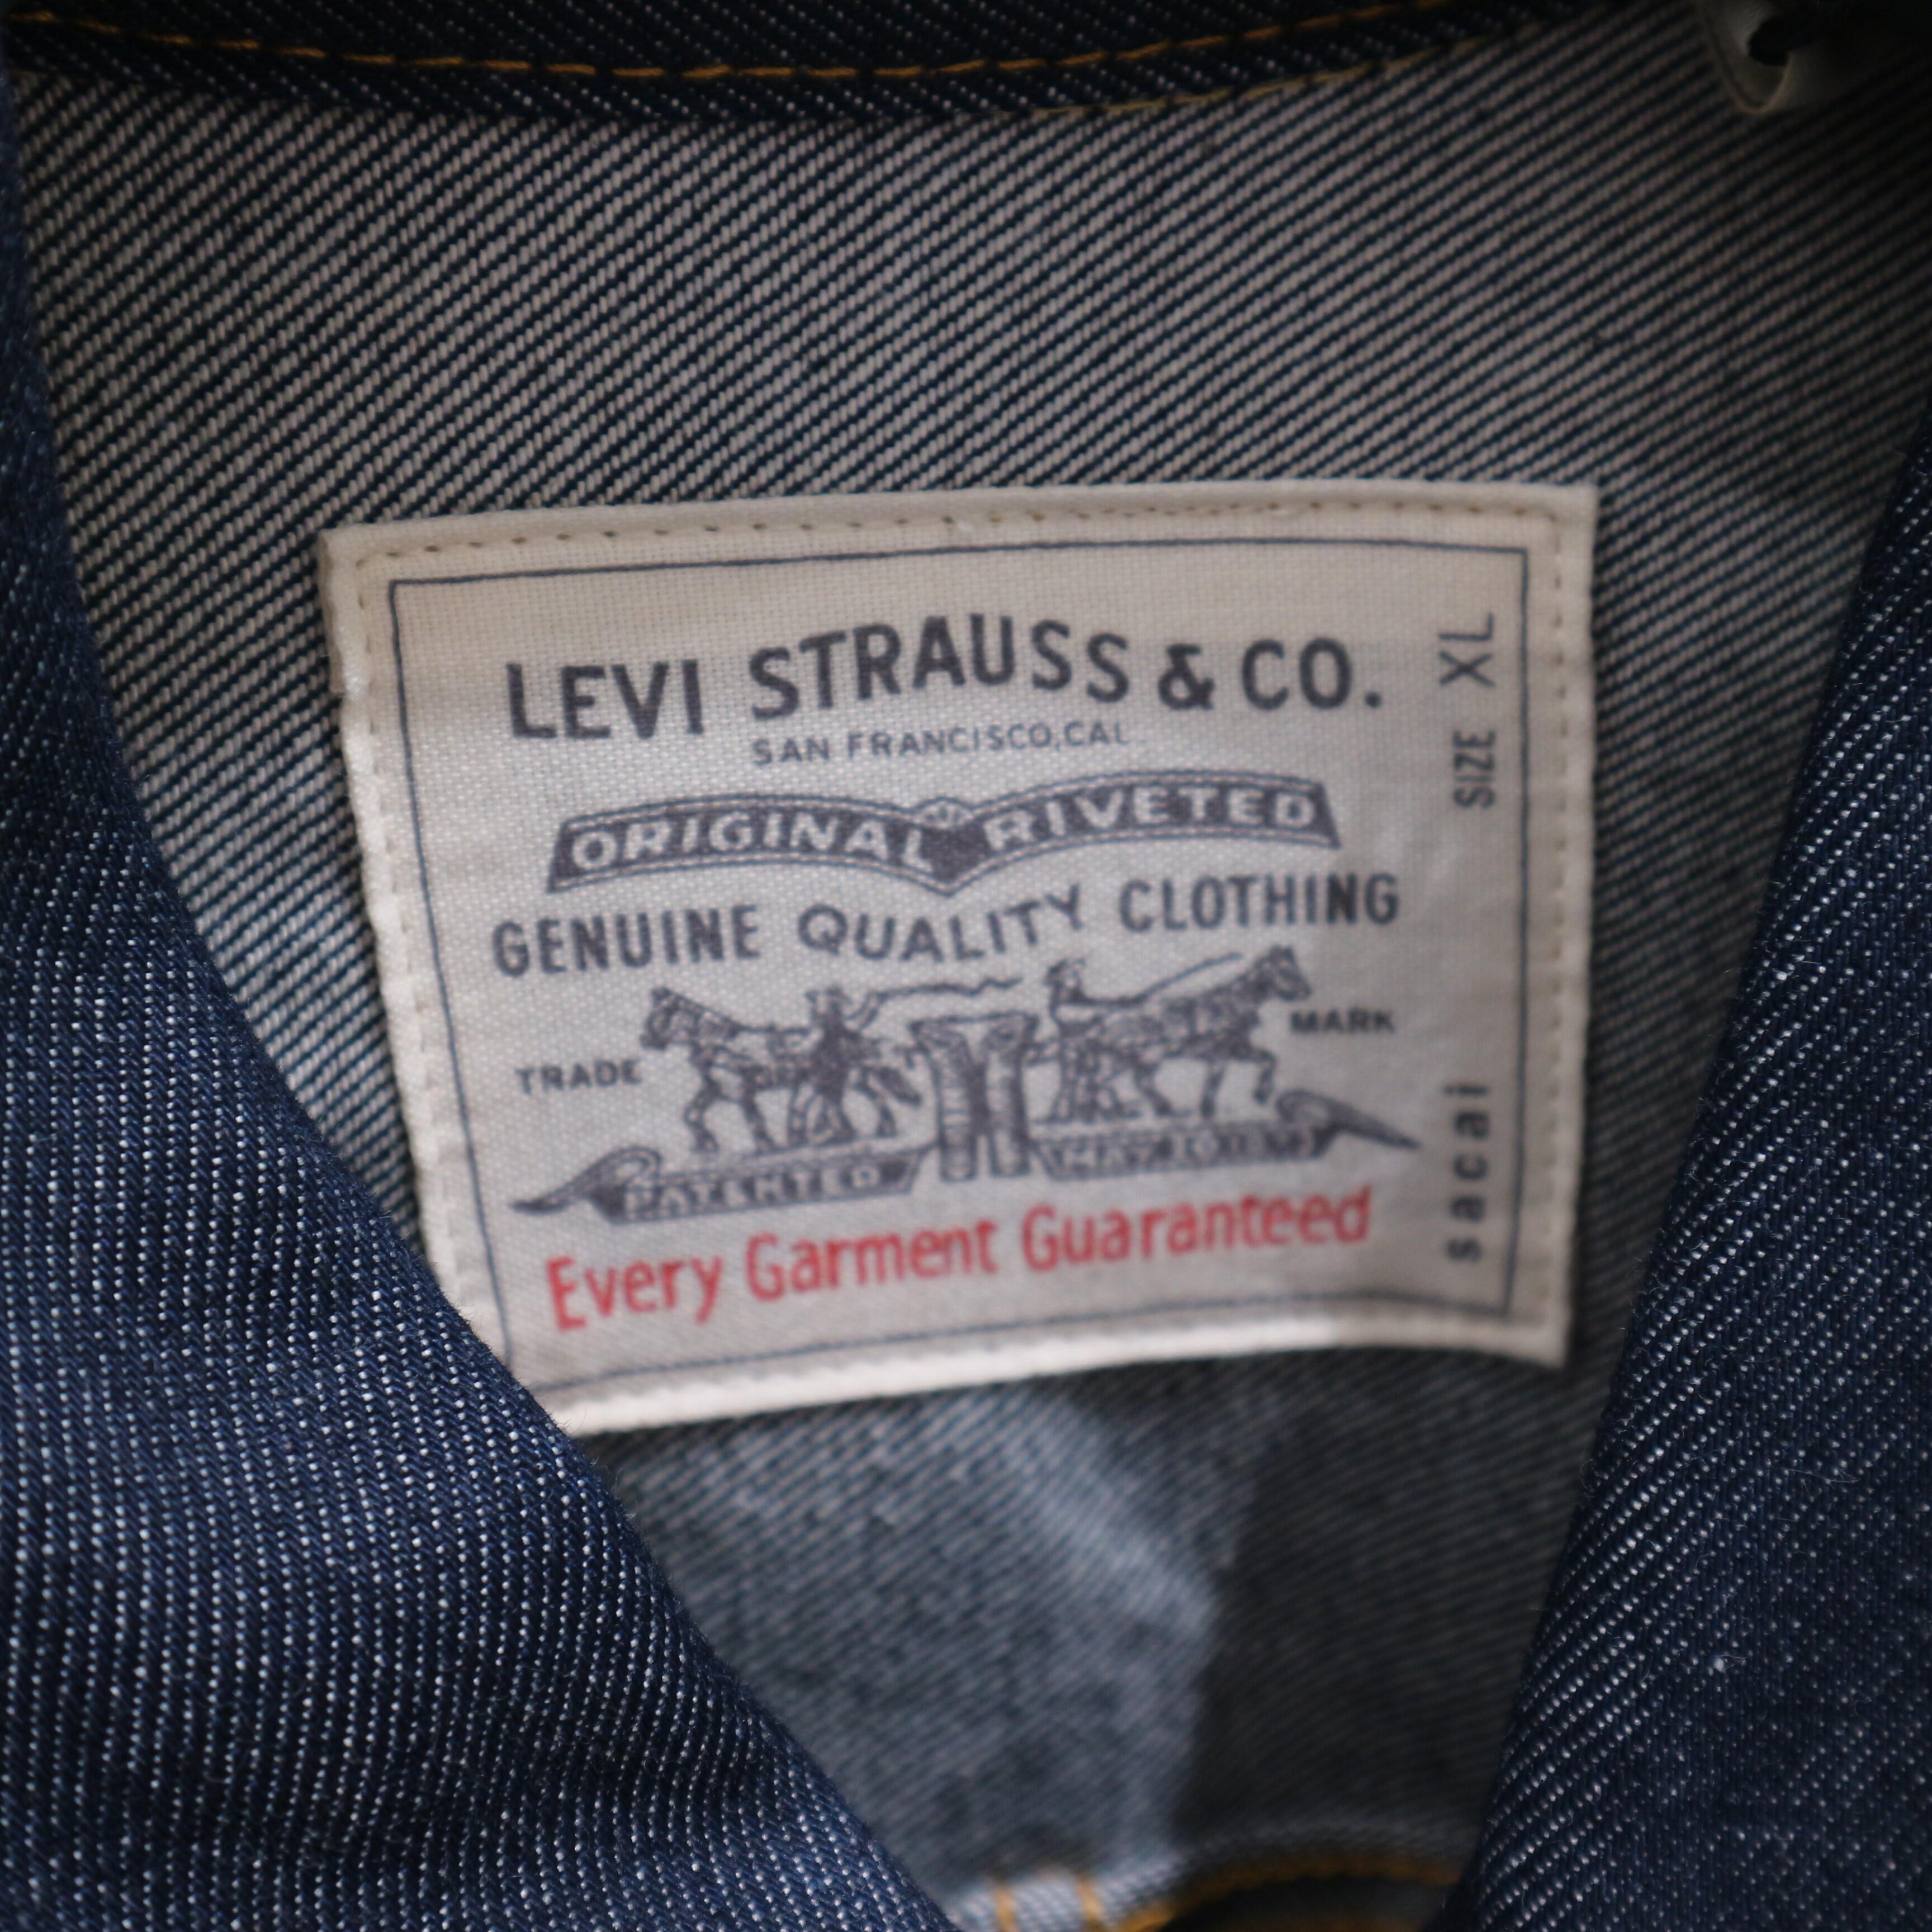 LEVI STRAUSS & CO.
SAN FRANCISCO, CAL
ORIGINAL RIVETED
GENUINE QUALITY CLOTHING
TRADE MARK
PATENTED
Every Garment Guaranteed
SIZE XL
sacai